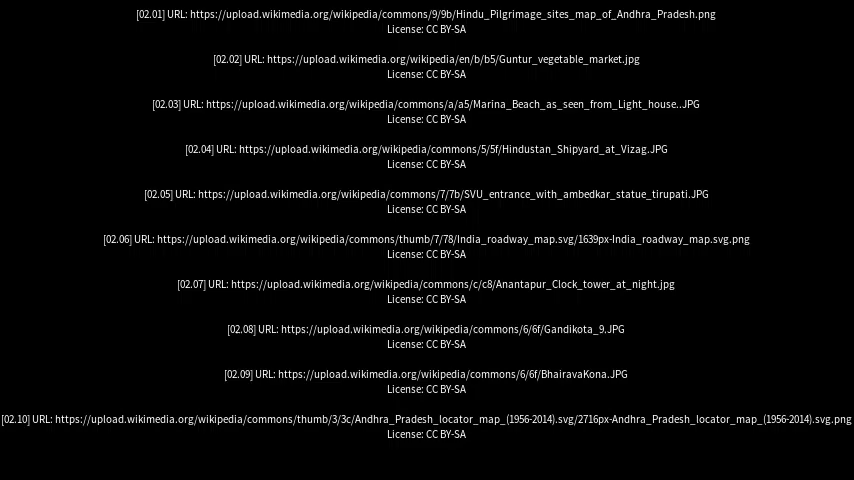 [02.01] URL: https://upload.wikimedia.org/wikipedia/commons/9/9b/Hindu_Pilgrimage_sites_map_of_Andhra_Pradesh.png
License: CC BY-SA
[02.02] URL: https://upload.wikimedia.org/wikipedia/en/b/b5/Guntur_vegetable_market.jpg
License: CC BY-SA
[02.03] URL: https://upload.wikimedia.org/wikipedia/commons/a/a5/Marina_Beach_as_seen_from_Light_house..JPG
License: CC BY-SA
[02.04] URL: https://upload.wikimedia.org/wikipedia/commons/5/5f/Hindustan_Shipyard_at_Vizag.JPG
License: CC BY-SA
[02.05] URL: https://upload.wikimedia.org/wikipedia/commons/7/7b/SVU_entrance_with_ambedkar_statue_tirupati.JPG
License: CC BY-SA
[02.06] URL: https://upload.wikimedia.org/wikipedia/commons/thumb/7/78/India_roadway_map.svg/1639px-India_roadway_map.svg.png
License: CC BY-SA
[02.07] URL: https://upload.wikimedia.org/wikipedia/commons/c/c8/Anantapur_Clock_tower_at_night.jpg
License: CC BY-SA
[02.08] URL: https://upload.wikimedia.org/wikipedia/commons/6/6f/Gandikota_9.JPG
License: CC BY-SA
[02.09] URL: https://upload.wikimedia.org/wikipedia/commons/6/6f/BhairavaKona.JPG
License: CC BY-SA
[02.10] URL: https://upload.wikimedia.org/wikipedia/commons/thumb/3/3c/Andhra_Pradesh_locator_map_(1956-2014).svg/2716px-Andhra_Pradesh_locator_map_(1956-2014).svg.png
License: CC BY-SA